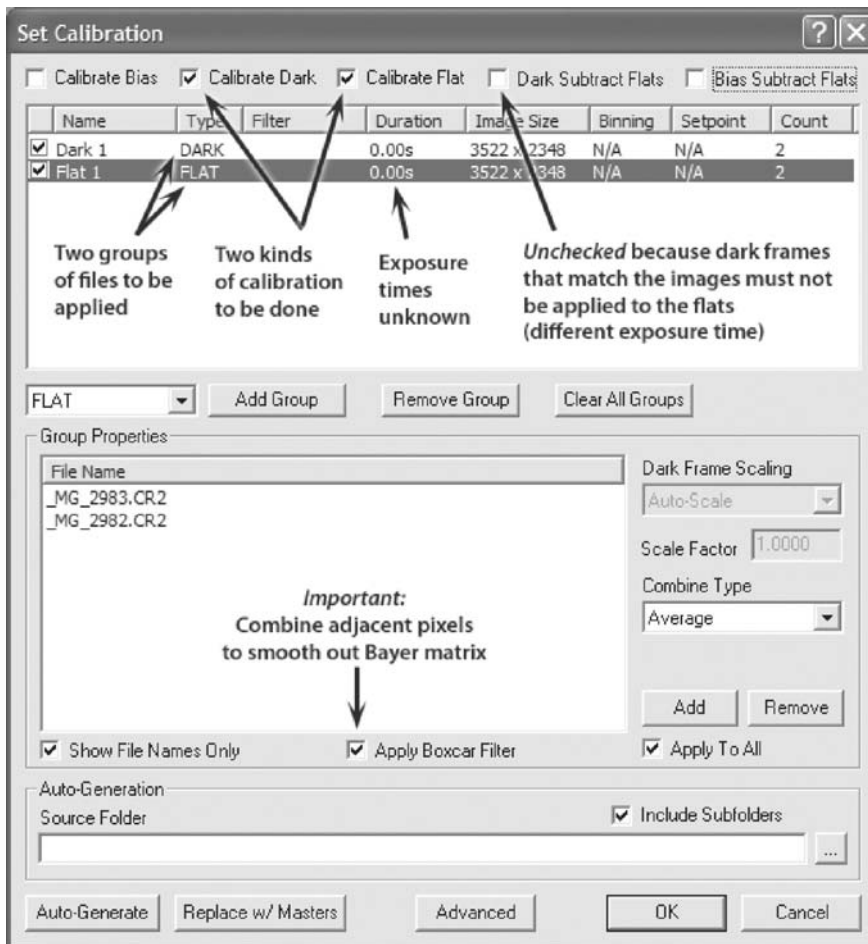 Set Calibration
Calibrate Bias Calibrate Dark Calibrate Flat Dark Subtract Flats Bias Subtract Flats
Name Type Filter Duration Image Size Binning Setpoint Count
Dark 1 DARK 0.00s 3522 x 2348 N/A N/A 2
Flat 1 FLAT 0.00s 3522 x 2348 N/A N/A 2
Two groups
of files to be
applied
Two kinds
of calibration
to be done
Exposure
times
unknown
Unchecked because dark frames
that match the images must not
be applied to the flats
(different exposure time)
FLAT Add Group Remove Group Clear All Groups
Group Properties
File Name
_MG_2983.CR2
_MG_2982.CR2
Dark Frame Scaling
Auto-Scale
Scale Factor 1.0000
Combine Type
Average
Important:
Combine adjacent pixels
to smooth out Bayer matrix
Add Remove
Show File Names Only Apply Boxcar Filter Apply To All
Auto-Generation
Source Folder Include Subfolders
...
Auto-Generate Replace w/ Masters Advanced OK Cancel